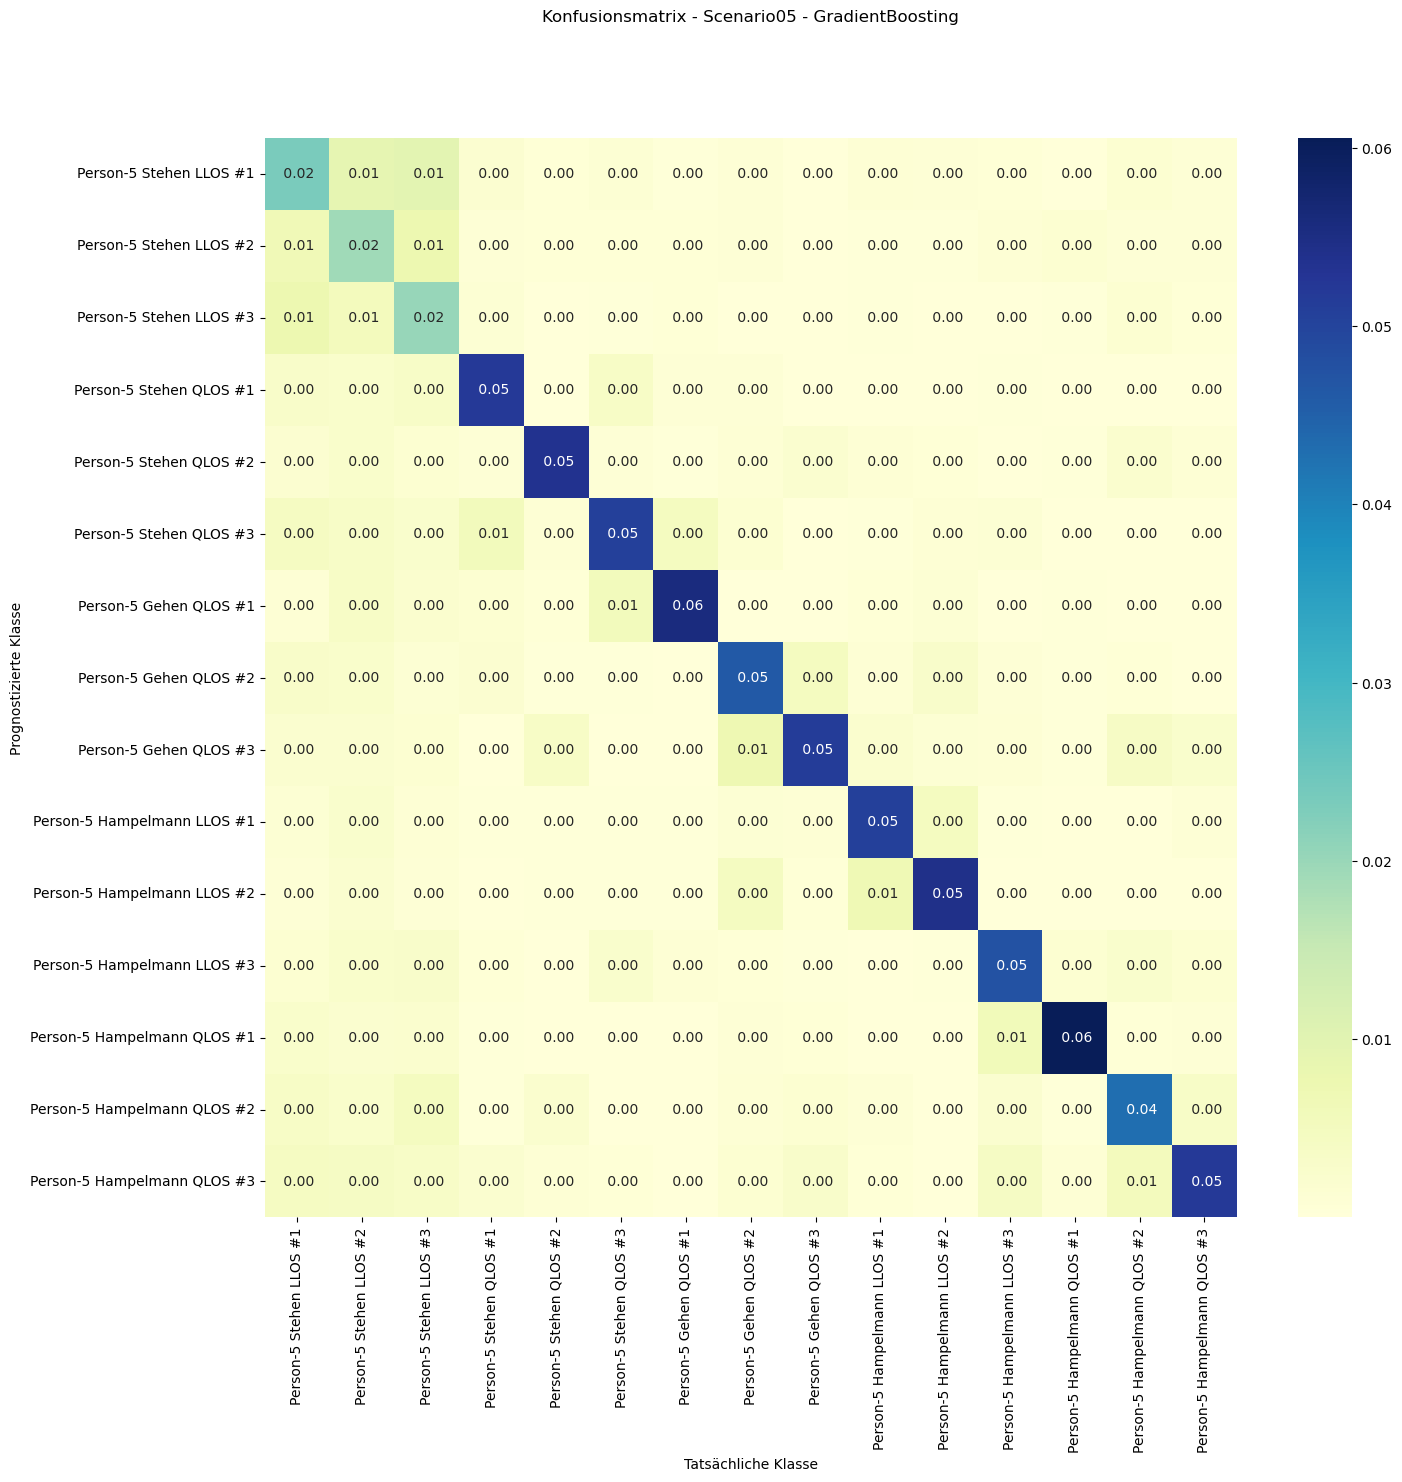 Konfusionsmatrix - Scenario05 - GradientBoosting
Person-5 Stehen LLOS #1 0.02 0.01 0.01 0.00 0.00 0.00 0.00 0.00 0.00 0.00 0.00 0.00 0.00 0.00 0.00
Person-5 Stehen LLOS #2 0.01 0.02 0.01 0.00 0.00 0.00 0.00 0.00 0.00 0.00 0.00 0.00 0.00 0.00 0.00
Person-5 Stehen LLOS #3 0.01 0.01 0.02 0.00 0.00 0.00 0.00 0.00 0.00 0.00 0.00 0.00 0.00 0.00 0.00
Person-5 Stehen QLOS #1 0.00 0.00 0.00 0.05 0.00 0.00 0.00 0.00 0.00 0.00 0.00 0.00 0.00 0.00 0.00
Person-5 Stehen QLOS #2 0.00 0.00 0.00 0.00 0.05 0.00 0.00 0.00 0.00 0.00 0.00 0.00 0.00 0.00 0.00
Person-5 Stehen QLOS #3 0.00 0.00 0.00 0.01 0.00 0.05 0.00 0.00 0.00 0.00 0.00 0.00 0.00 0.00 0.00
Person-5 Gehen QLOS #1 0.00 0.00 0.00 0.00 0.00 0.01 0.06 0.00 0.00 0.00 0.00 0.00 0.00 0.00 0.00
Person-5 Gehen QLOS #2 0.00 0.00 0.00 0.00 0.00 0.00 0.00 0.05 0.00 0.00 0.00 0.00 0.00 0.00 0.00
Person-5 Gehen QLOS #3 0.00 0.00 0.00 0.00 0.00 0.00 0.00 0.01 0.05 0.00 0.00 0.00 0.00 0.00 0.00
Person-5 Hampelmann LLOS #1 0.00 0.00 0.00 0.00 0.00 0.00 0.00 0.00 0.00 0.05 0.00 0.00 0.00 0.00 0.00
Person-5 Hampelmann LLOS #2 0.00 0.00 0.00 0.00 0.00 0.00 0.00 0.00 0.00 0.01 0.05 0.00 0.00 0.00 0.00
Person-5 Hampelmann LLOS #3 0.00 0.00 0.00 0.00 0.00 0.00 0.00 0.00 0.00 0.00 0.00 0.05 0.00 0.00 0.00
Person-5 Hampelmann QLOS #1 0.00 0.00 0.00 0.00 0.00 0.00 0.00 0.00 0.00 0.00 0.00 0.01 0.06 0.00 0.00
Person-5 Hampelmann QLOS #2 0.00 0.00 0.00 0.00 0.00 0.00 0.00 0.00 0.00 0.00 0.00 0.00 0.00 0.04 0.00
Person-5 Hampelmann QLOS #3 0.00 0.00 0.00 0.00 0.00 0.00 0.00 0.00 0.00 0.00 0.00 0.00 0.00 0.01 0.05
Prognostizierte Klasse
Person-5 Stehen LLOS #1
Person-5 Stehen LLOS #2
Person-5 Stehen LLOS #3
Person-5 Stehen QLOS #1
Person-5 Stehen QLOS #2
Person-5 Stehen QLOS #3
Person-5 Gehen QLOS #1
Person-5 Gehen QLOS #2
Person-5 Gehen QLOS #3
Person-5 Hampelmann LLOS #1
Person-5 Hampelmann LLOS #2
Person-5 Hampelmann LLOS #3
Person-5 Hampelmann QLOS #1
Person-5 Hampelmann QLOS #2
Person-5 Hampelmann QLOS #3
Tatsächliche Klasse
0.06
0.05
0.04
0.03
0.02
0.01